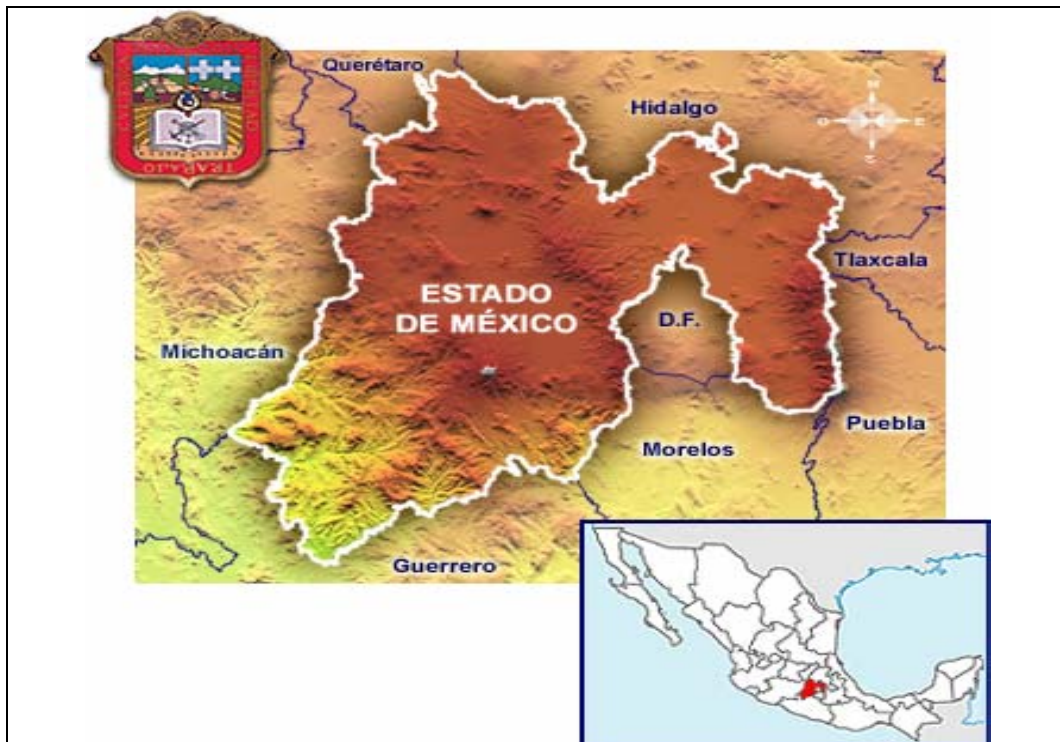 Querétaro
Hidalgo
N
O E
S
Tlaxcala
ESTADO
DE MÉXICO
D.F.
Michoacán
Puebla
Morelos
Guerrero
TRABAJO